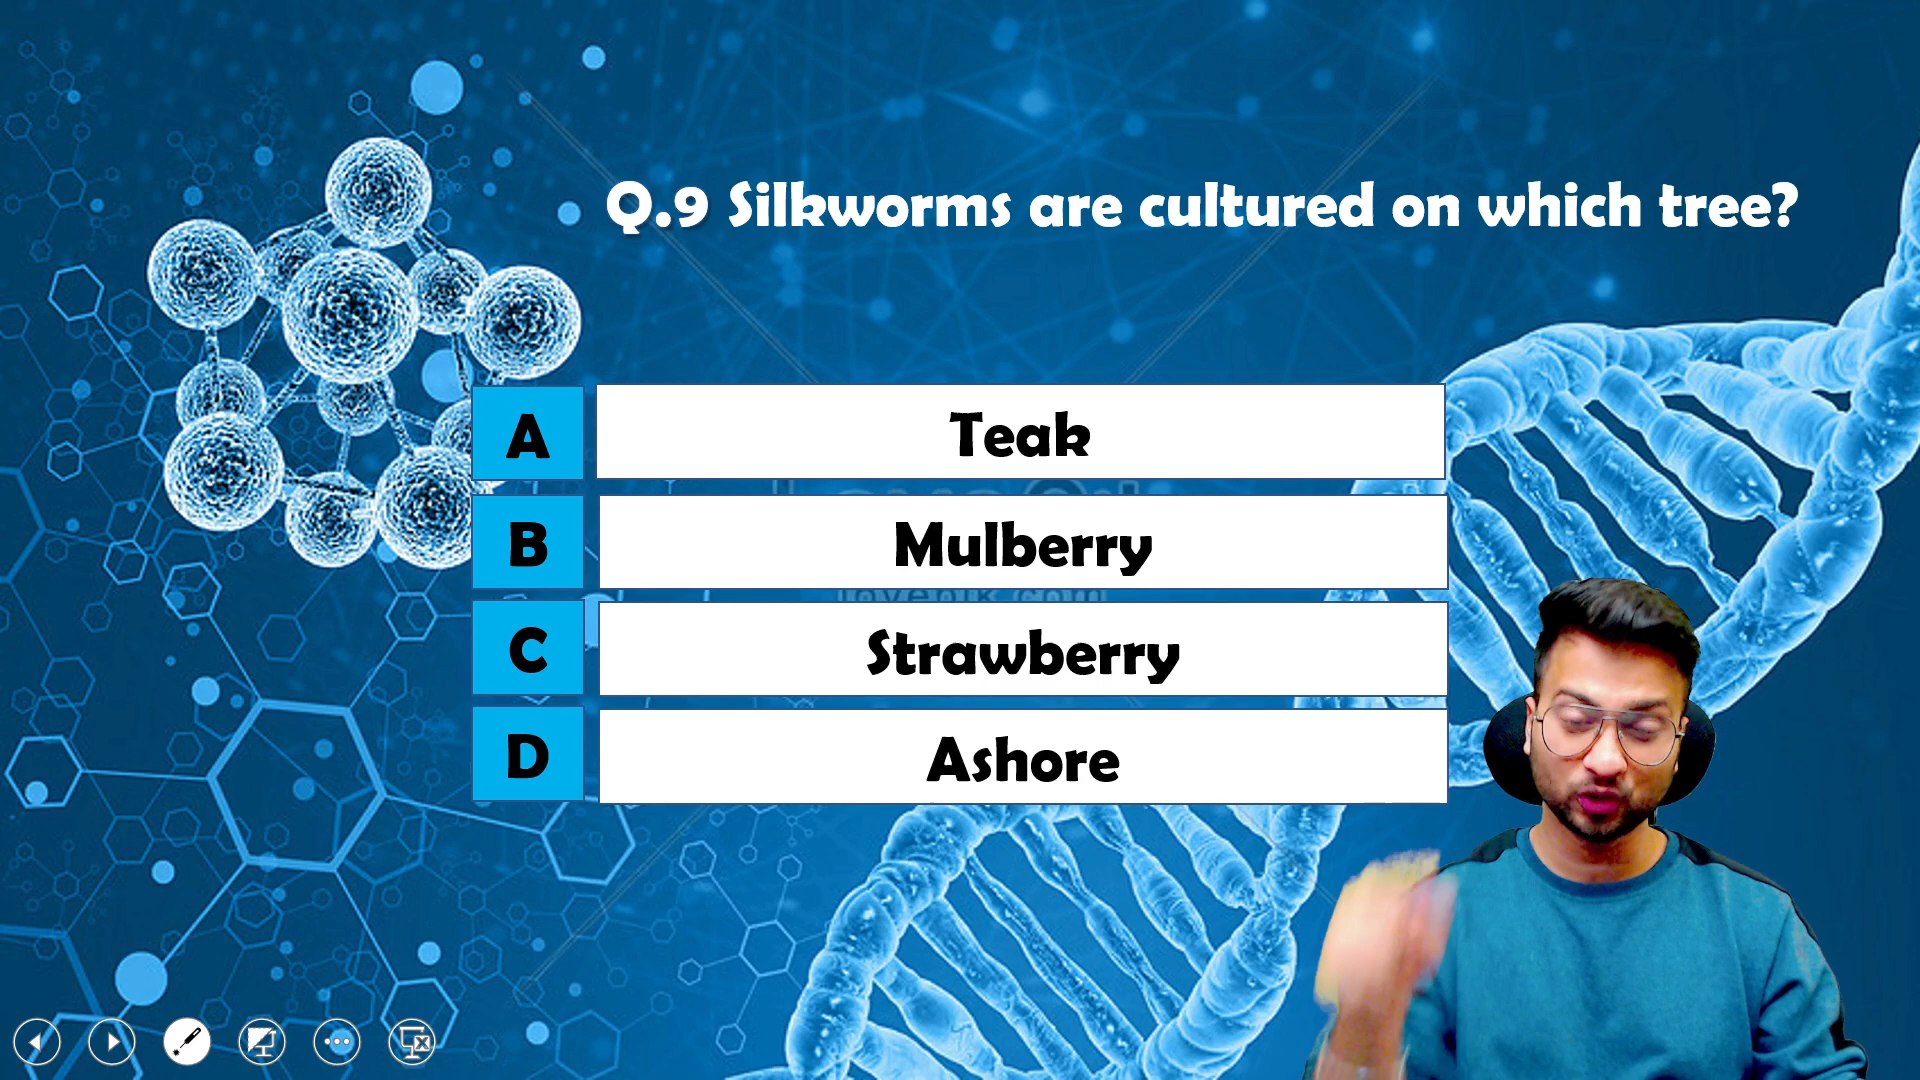 Q.9 Silkworms are cultured on which tree?
A Teak
B Mulberry
C Strawberry
D Ashore